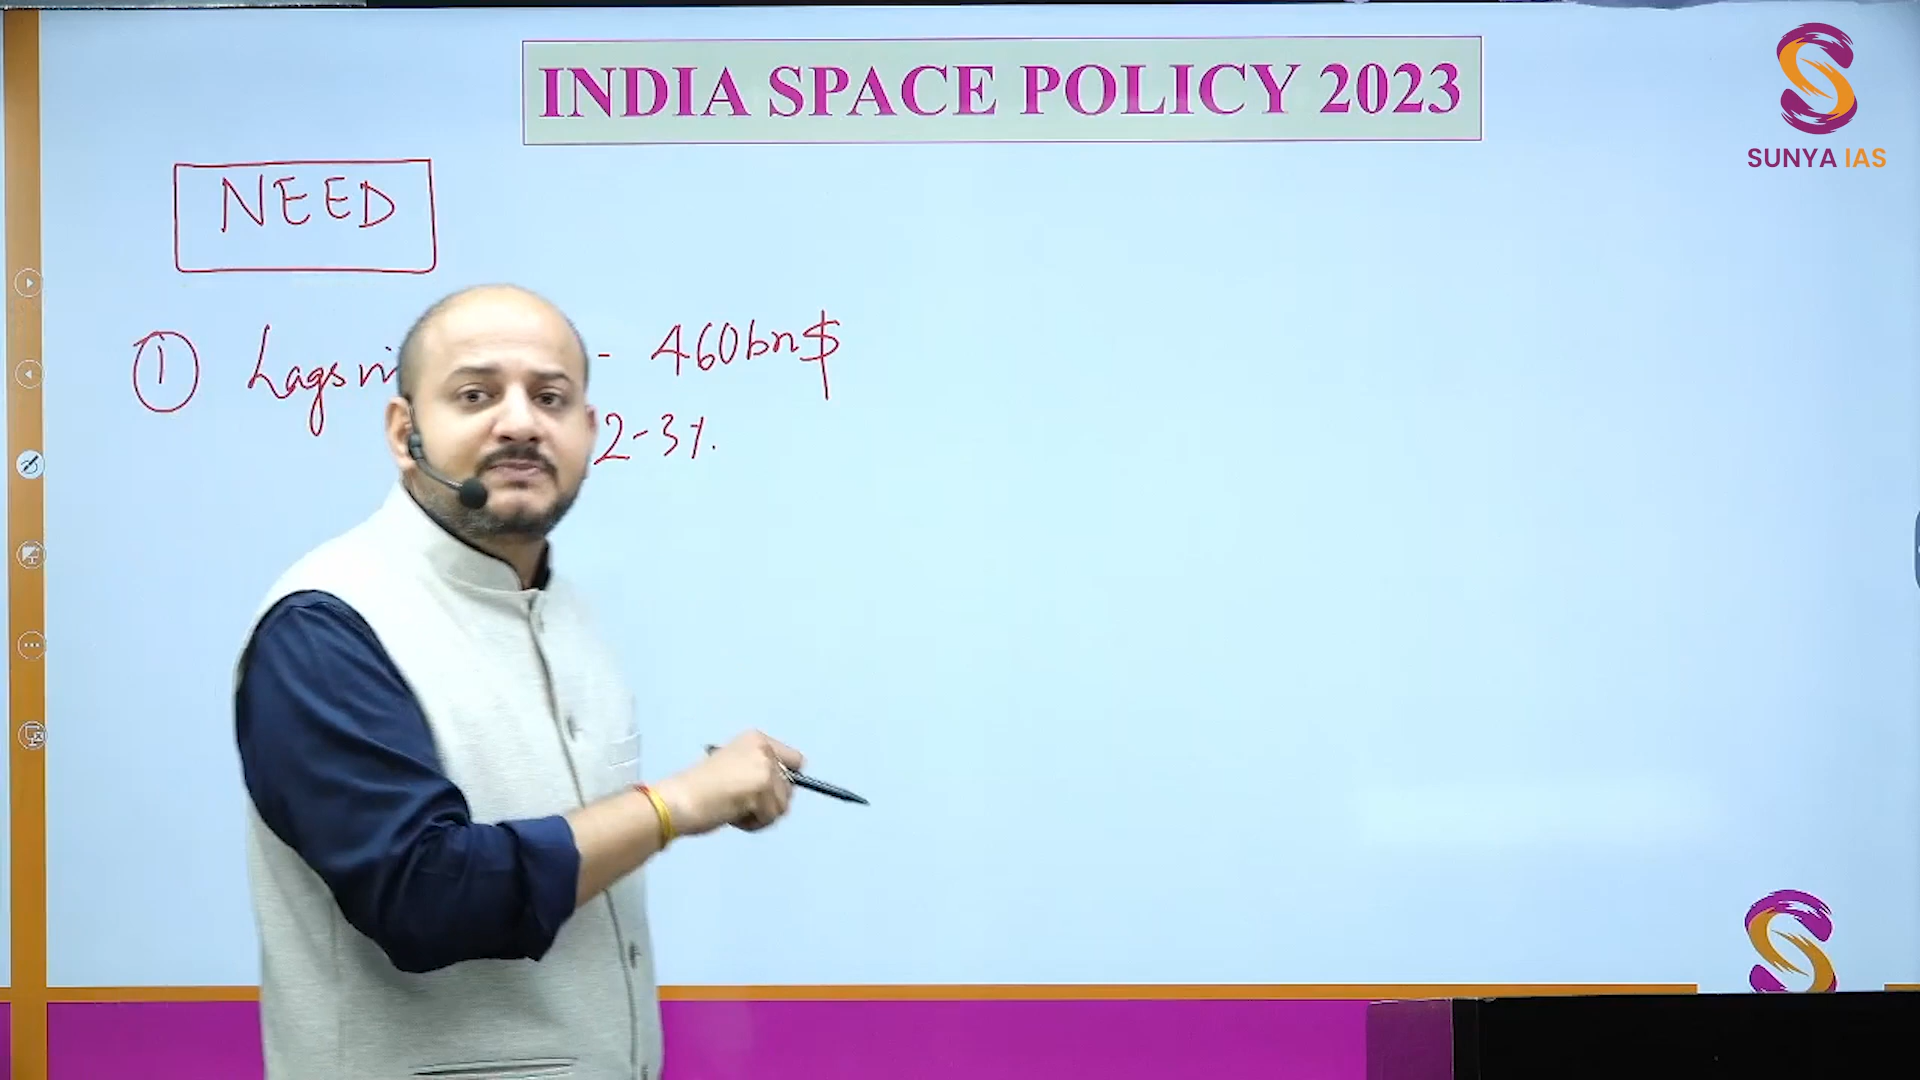 INDIA SPACE POLICY 2023
SUNYA IAS
NEED
① Lags - 460bn$
2-3%.